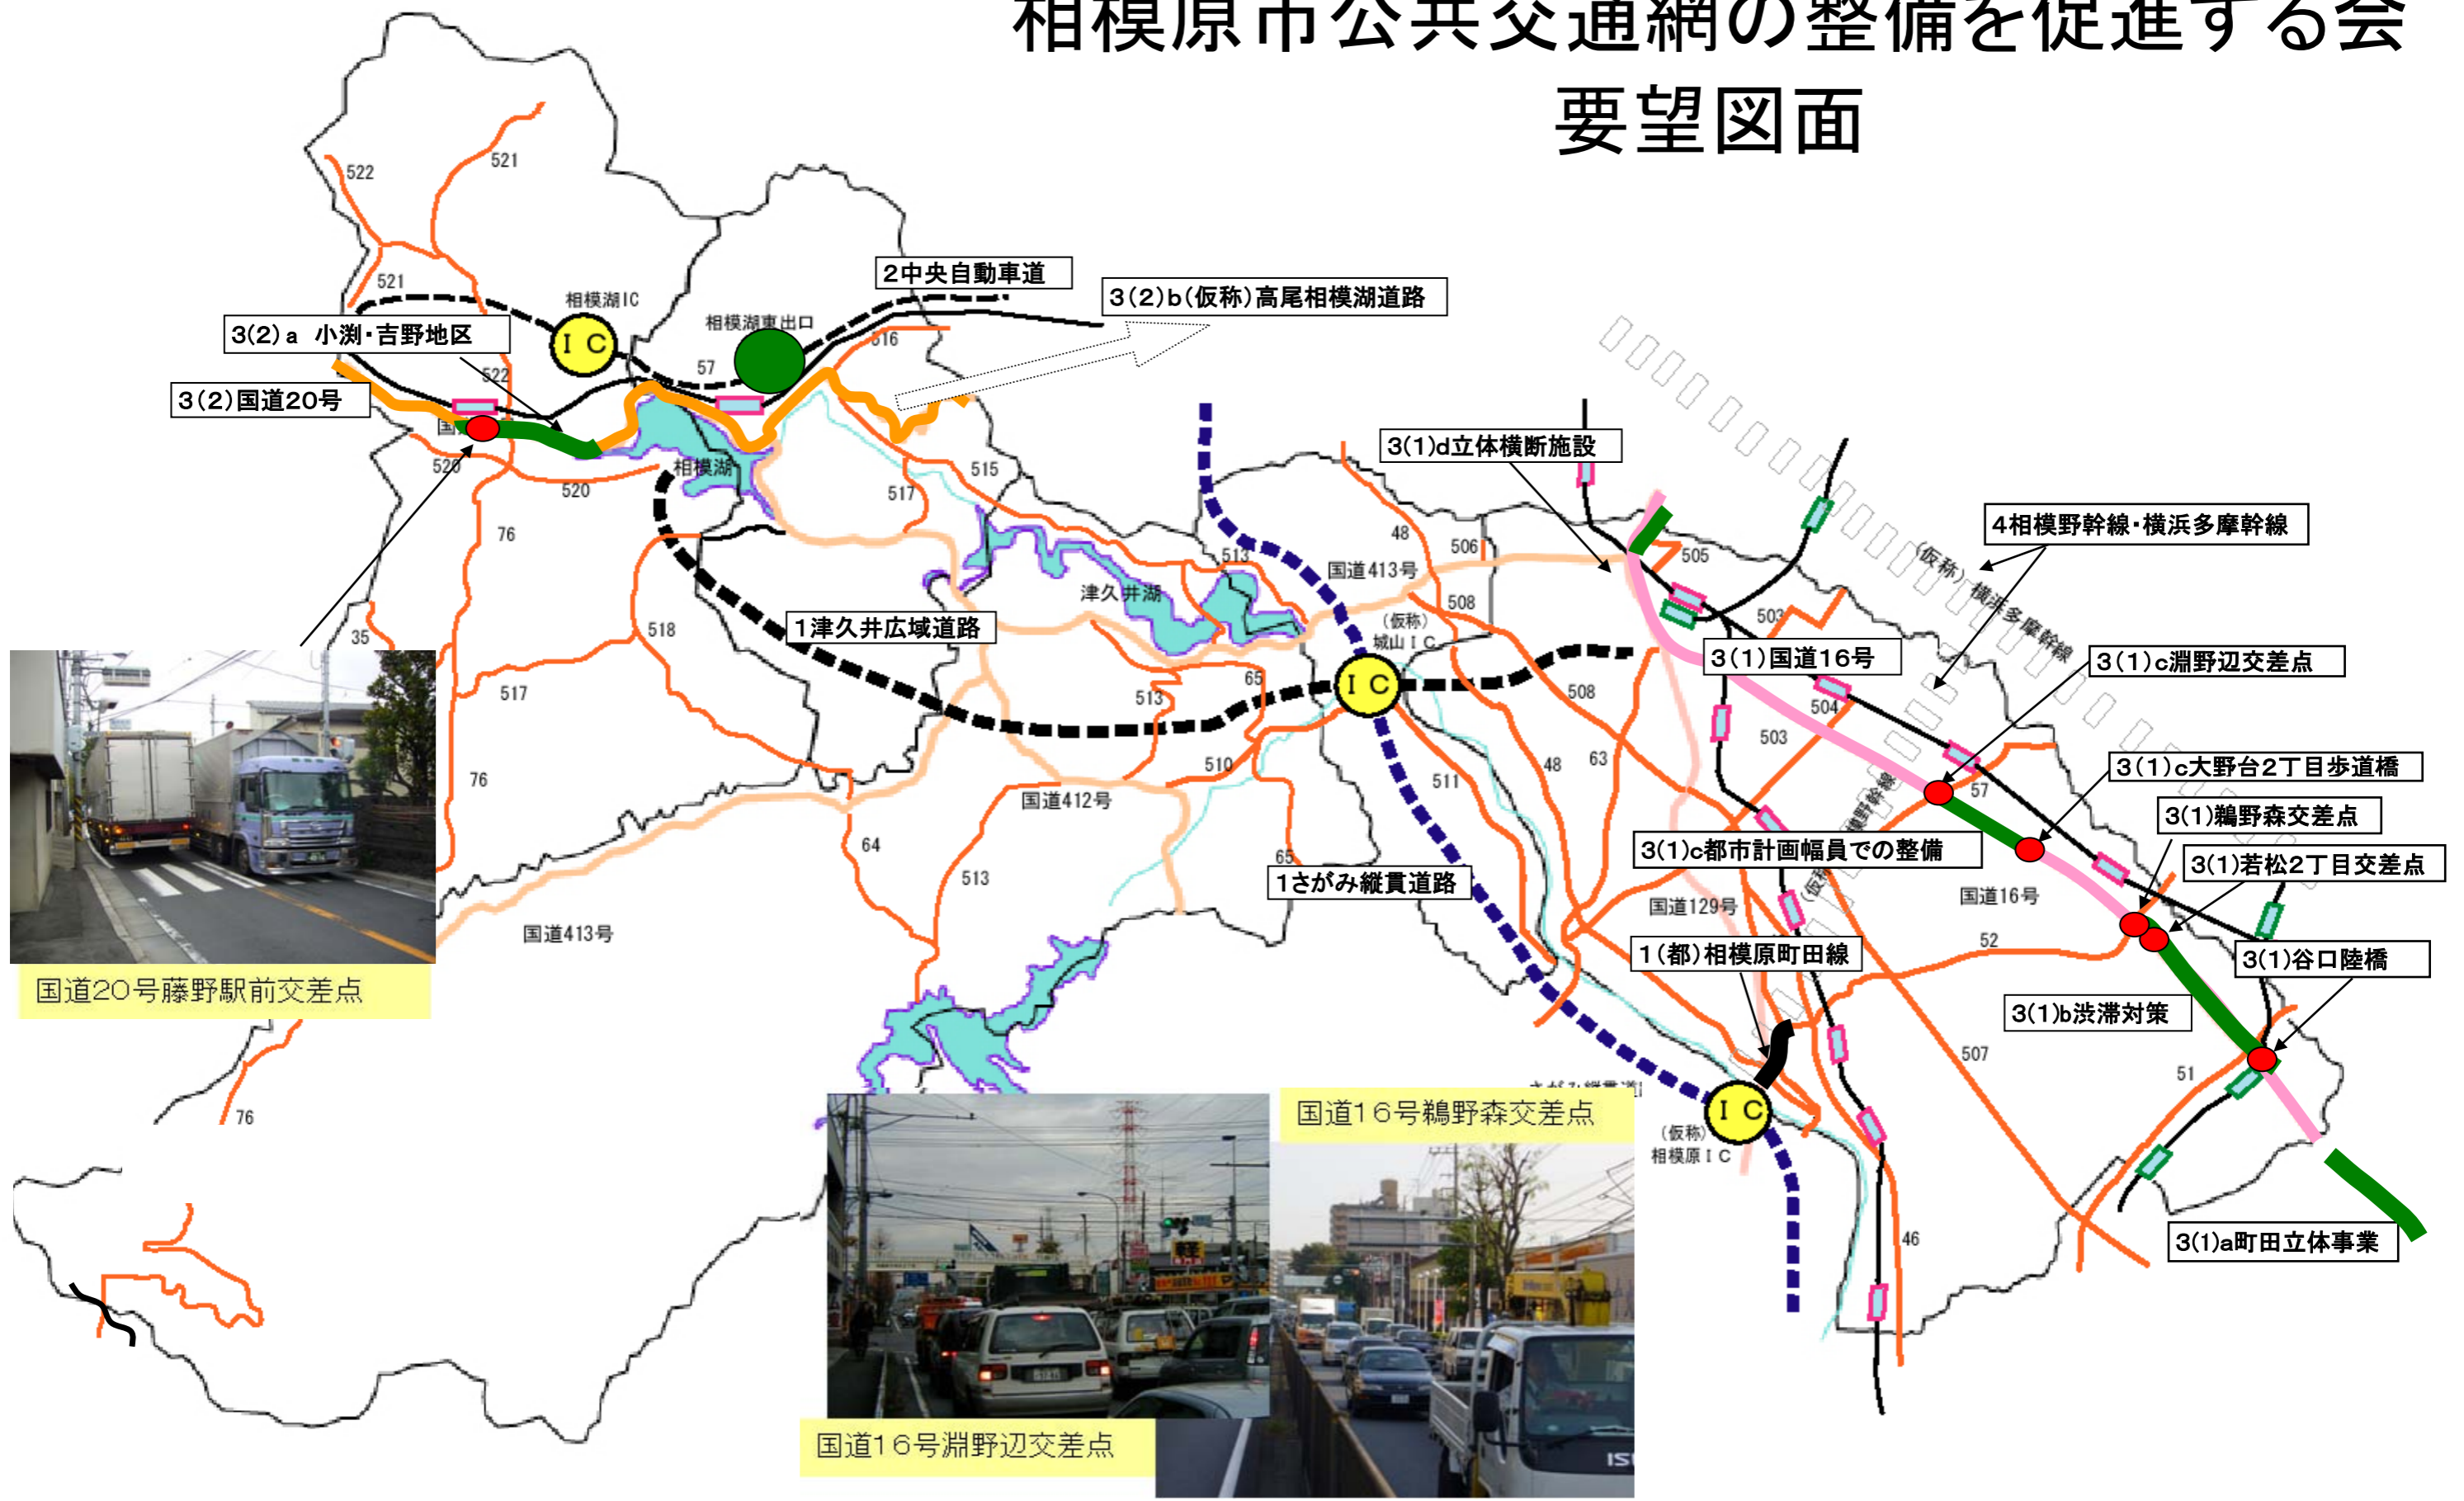 相模原市公共交通網の整備を促進する会
要望図面
522
521
521
相模湖IC
IC
3(2)a 小渕・吉野地区
522
3(2)国道20号
520
520
相模湖東出口
57
2中央自動車道
3(2)b(仮称)高尾相模湖道路
516
相模湖
515
517
76
518
35
517
76
1津久井広域道路
津久井湖
513
513
65
510
国道412号
64
513
65
国道413号
76
国道413号
48
506
508
(仮称)
城山IC
IC
508
48
63
511
3(1)d立体横断施設
505
503
4相模野幹線・横浜多摩幹線
(仮称)横浜多摩幹線
3(1)国道16号
3(1)c淵野辺交差点
504
503
57
3(1)c大野台2丁目歩道橋
3(1)鵜野森交差点
3(1)c都市計画幅員での整備
3(1)若松2丁目交差点
1さがみ縦貫道路
国道129号
国道16号
52
1(都)相模原町田線
3(1)谷口陸橋
3(1)b渋滞対策
507
51
IC
(仮称)
相模原IC
46
3(1)a町田立体事業
国道20号藤野駅前交差点
国道16号鵜野森交差点
国道16号淵野辺交差点
軽